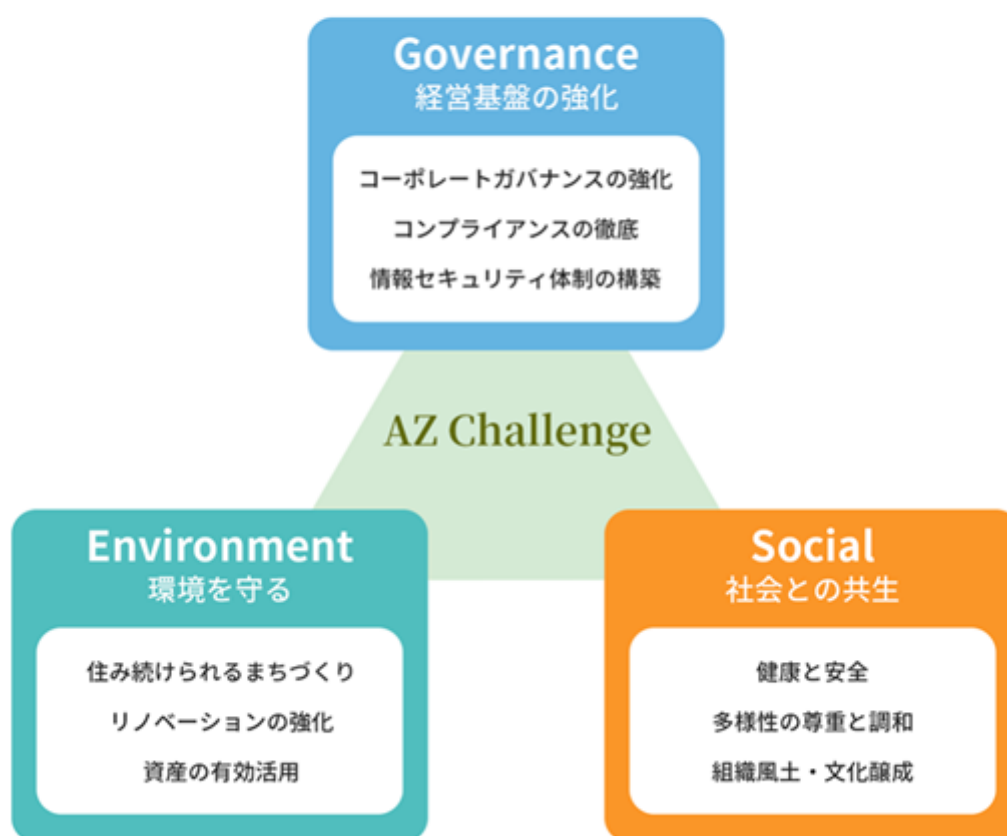 Governance
経営基盤の強化
コーポレートガバナンスの強化
コンプライアンスの徹底
情報セキュリティ体制の構築
AZ Challenge
Environment
環境を守る
住み続けられるまちづくり
リノベーションの強化
資産の有効活用
Social
社会との共生
健康と安全
多様性の尊重と調和
組織風土・文化醸成